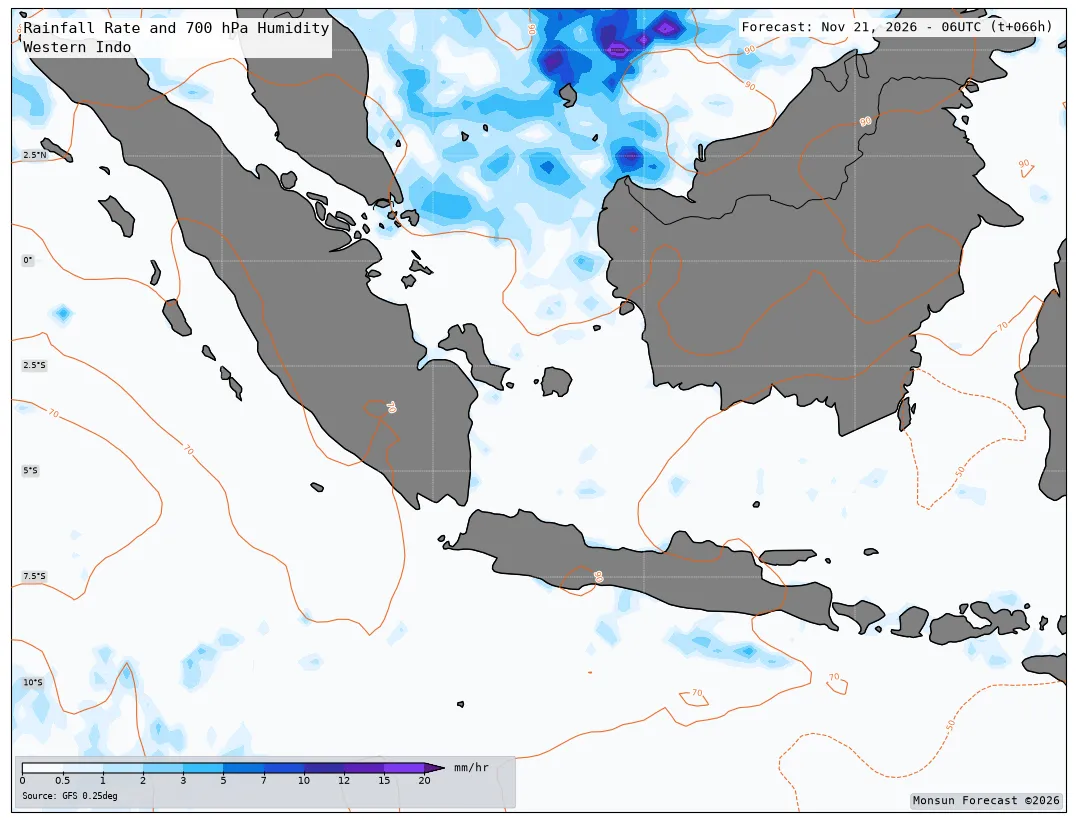 Rainfall Rate and 700 hPa Humidity
Western Indo
Forecast: Nov 21, 2026 - 06UTC (t+066h)
90
90
90
90
90
2.5°N
0°
70
2.5°S
70
70
70
50
5°S
7.5°S
90
10°S
70
70
50
mm/hr
0 0.5 1 2 3 5 7 10 12 15 20
Source: GFS 0.25deg
Monsun Forecast ©2026